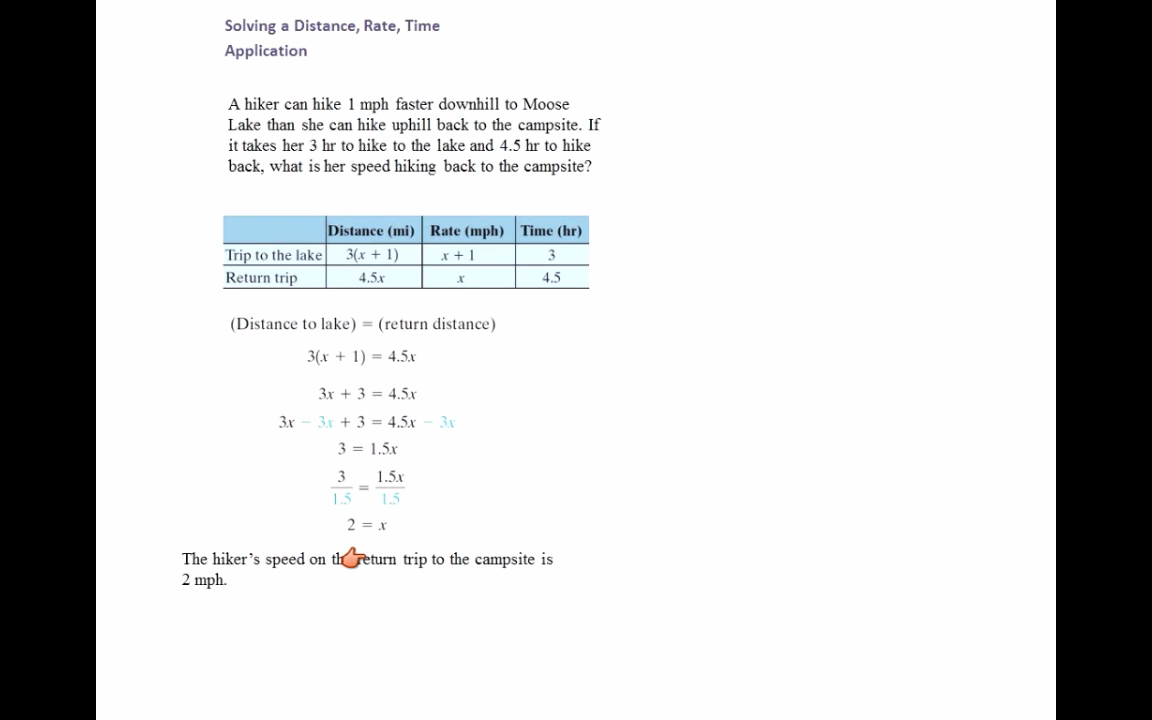 Solving a Distance, Rate, Time
Application
A hiker can hike 1 mph faster downhill to Moose
Lake than she can hike uphill back to the campsite. If
it takes her 3 hr to hike to the lake and 4.5 hr to hike
back, what is her speed hiking back to the campsite?
Distance (mi) Rate (mph) Time (hr)
Trip to the lake 3(x + 1) x + 1 3
Return trip 4.5x x 4.5
(Distance to lake) = (return distance)
3(x + 1) = 4.5x
3x + 3 = 4.5x
3x − 3x + 3 = 4.5x − 3x
3 = 1.5x
3/1.5 = 1.5x/1.5
2 = x
The hiker's speed on return trip to the campsite is
2 mph.